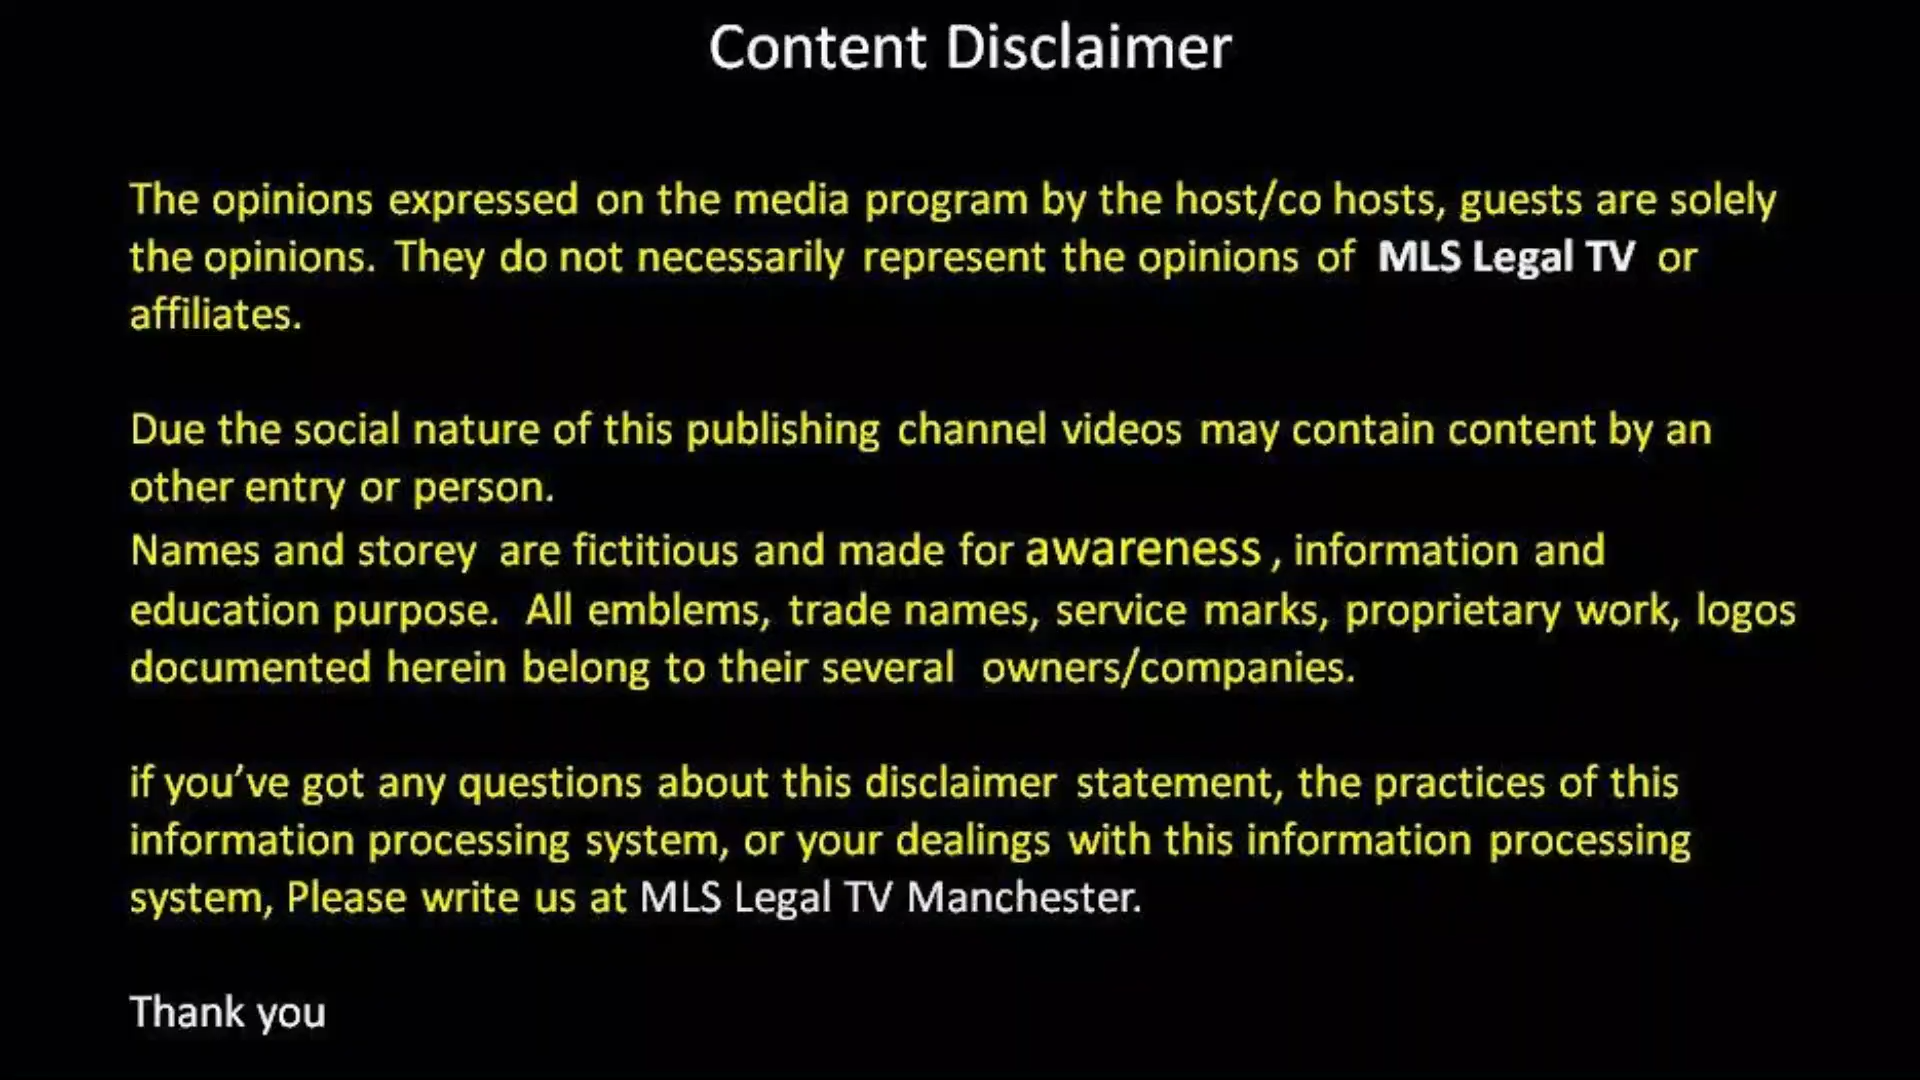 Content Disclaimer
The opinions expressed on the media program by the host/co hosts, guests are solely
the opinions. They do not necessarily represent the opinions of MLS Legal TV or
affiliates.
Due the social nature of this publishing channel videos may contain content by an
other entry or person.
Names and storey are fictitious and made for awareness , information and
education purpose. All emblems, trade names, service marks, proprietary work, logos
documented herein belong to their several owners/companies.
if you’ve got any questions about this disclaimer statement, the practices of this
information processing system, or your dealings with this information processing
system, Please write us at MLS Legal TV Manchester.
Thank you